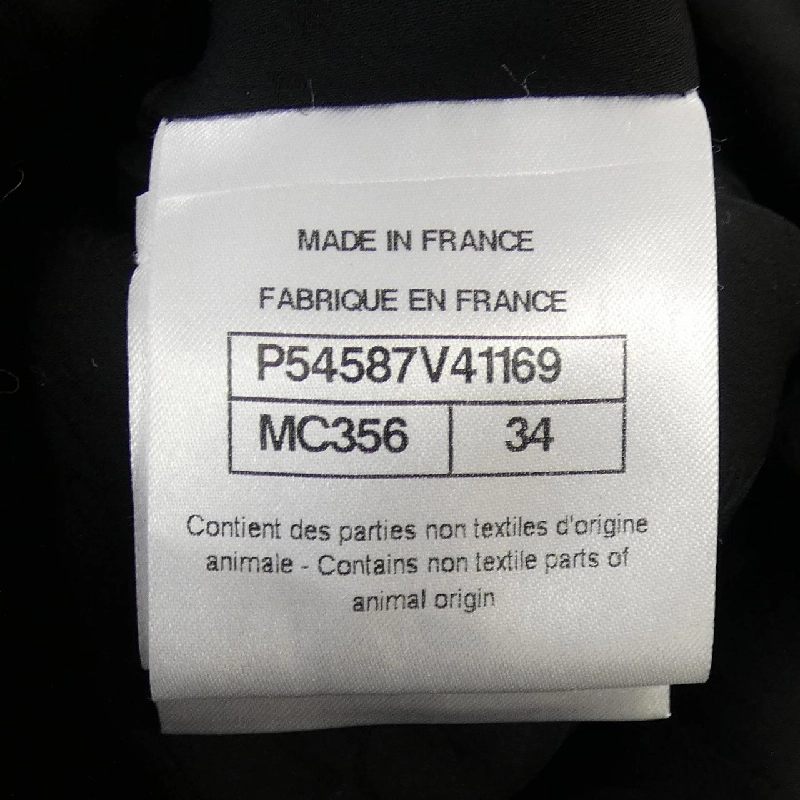 MADE IN FRANCE
FABRIQUE EN FRANCE
P54587V41169
MC356 34
Contient des parties non textiles d'origine
animale - Contains non textile parts of
animal origin